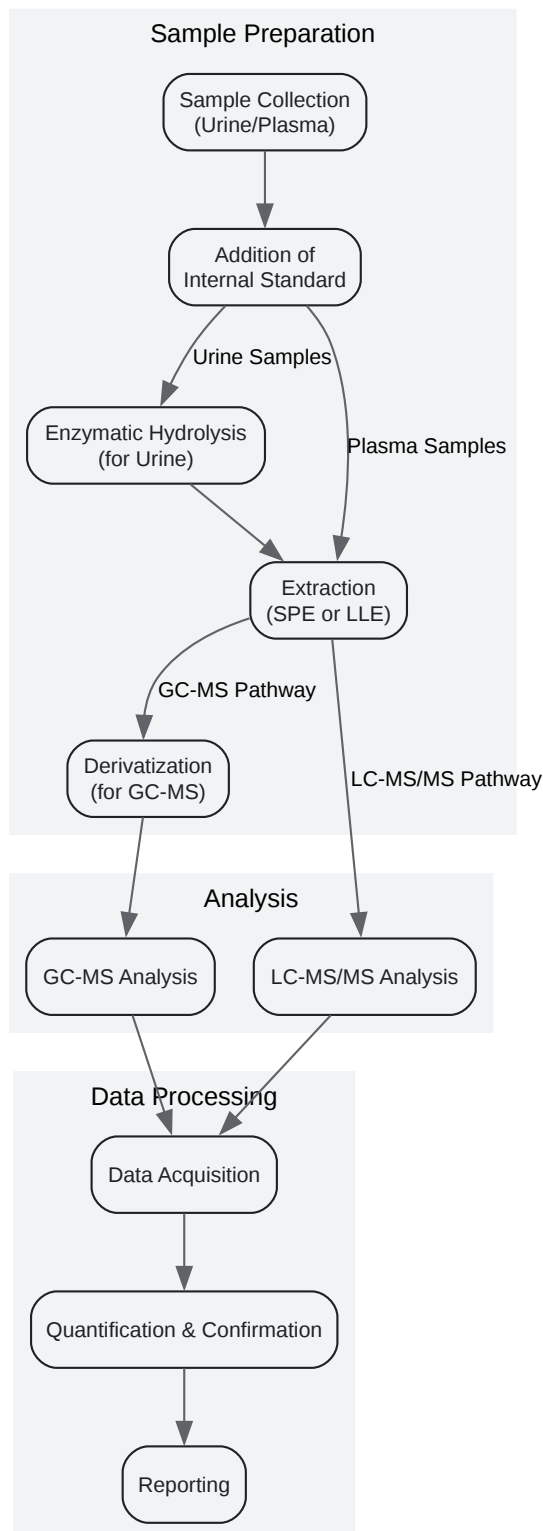 Sample Preparation
Sample Collection
(Urine/Plasma)
Addition of
Internal Standard
Urine Samples
Enzymatic Hydrolysis
(for Urine)
Plasma Samples
Extraction
(SPE or LLE)
GC-MS Pathway
Derivatization
(for GC-MS)
LC-MS/MS Pathway
Analysis
GC-MS Analysis
LC-MS/MS Analysis
Data Processing
Data Acquisition
Quantification & Confirmation
Reporting